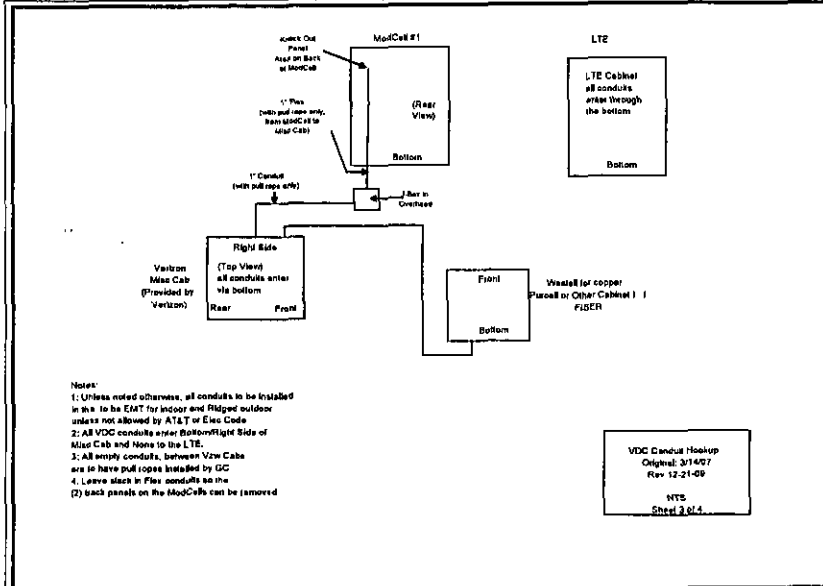 Knock Out
Panel
Area on Back
of ModCell
ModCell #1
(Rear
View)
Bottom
LTE
LTE Cabinet
all conduits
enter through
the bottom
Bottom
1" Flex
(with pull rope only,
from ModCell to
Misc Cab)
1" Conduit
(with pull rope only)
J-Box in
Overhead
Verizon
Misc Cab
(Provided by
Verizon)
Right Side
(Top View)
all conduits enter
via bottom
Rear Front
Front
Bottom
Westell for copper
Purcell or Other Cabinet
FIBER
Notes:
1: Unless noted otherwise, all conduits to be installed
in the to be EMT for indoor and Ridged outdoor
unless not allowed by AT&T or Elec Code
2: All VDC conduits enter Bottom/Right Side of
Misc Cab and None to the LTE.
3: All empty conduits, between Vzw Cabs
are to have pull ropes installed by GC
4. Leave slack in Flex conduits so the
(2) back panels on the ModCells can be removed
VDC Conduit Hookup
Original: 3/14/07
Rev 12-21-09
NTS
Sheet 3 of 4